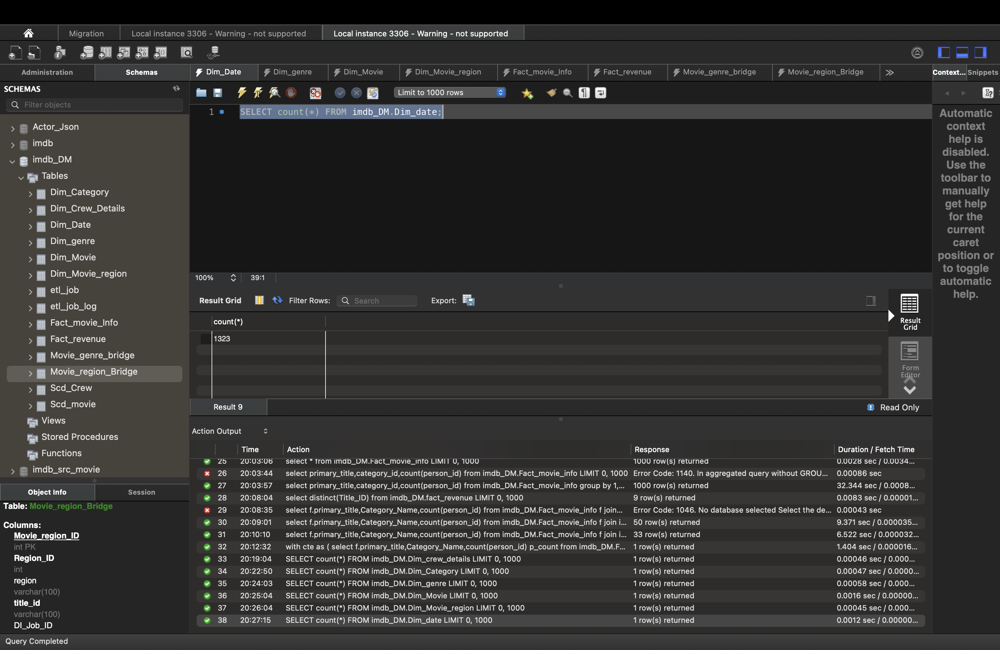 Migration
Local instance 3306 - Warning - not supported
Local instance 3306 - Warning - not supported
Administration
Schemas
Dim_Date
Dim_genre
Dim_Movie
Dim_Movie_region
Fact_movie_Info
Fact_revenue
Movie_genre_bridge
Movie_region_Bridge
Context...
Snippets
SCHEMAS
Filter objects
Limit to 1000 rows
1
SELECT count(*) FROM imdb_DM.Dim_date;
Actor_Json
imdb
imdb_DM
Tables
Dim_Category
Dim_Crew_Details
Dim_Date
Dim_genre
Dim_Movie
Dim_Movie_region
etl_job
etl_job_log
Fact_movie_Info
Fact_revenue
Movie_genre_bridge
Movie_region_Bridge
Scd_Crew
Scd_movie
Views
Stored Procedures
Functions
imdb_src_movie
Automatic
context
help is
disabled.
Use the
toolbar to
manually
get help
for the
current
caret
position or
to toggle
automatic
help.
100%
39:1
Result Grid
Filter Rows:
Search
Export:
count(*)
1323
Result
Grid
Form
Editor
Result 9
Read Only
Action Output
Time Action Response Duration / Fetch Time
25 20:03:06 select * from imdb_DM.Fact_movie_info LIMIT 0, 1000 1000 row(s) returned 0.0028 sec / 0.0034...
26 20:03:44 select primary_title,category_id,count(person_id) from imdb_DM.Fact_movie_info LIMIT 0, 1000 Error Code: 1140. In aggregated query without GROU... 0.00086 sec
27 20:03:57 select primary_title,category_id,count(person_id) from imdb_DM.Fact_movie_info group by 1,... 1000 row(s) returned 32.344 sec / 0.0008...
28 20:08:04 select distinct(Title_ID) from imdb_DM.fact_revenue LIMIT 0, 1000 9 row(s) returned 0.0083 sec / 0.00001...
29 20:08:35 select f.primary_title,Category_Name,count(person_id) from imdb_DM.Fact_movie_info f join... Error Code: 1046. No database selected Select the de... 0.00043 sec
30 20:09:01 select f.primary_title,Category_Name,count(person_id) from imdb_DM.Fact_movie_info f join i... 50 row(s) returned 9.371 sec / 0.000035...
31 20:10:10 select f.primary_title,Category_Name,count(person_id) from imdb_DM.Fact_movie_info f join i... 33 row(s) returned 6.522 sec / 0.000032...
32 20:12:32 with cte as ( select f.primary_title,Category_Name,count(person_id) p_count from imdb_DM.F... 1 row(s) returned 1.404 sec / 0.000016...
33 20:19:04 SELECT count(*) FROM imdb_DM.Dim_crew_details LIMIT 0, 1000 1 row(s) returned 0.00046 sec / 0.000...
34 20:22:50 SELECT count(*) FROM imdb_DM.Dim_Category LIMIT 0, 1000 1 row(s) returned 0.00047 sec / 0.0000...
35 20:24:03 SELECT count(*) FROM imdb_DM.Dim_genre LIMIT 0, 1000 1 row(s) returned 0.00058 sec / 0.000...
36 20:25:04 SELECT count(*) FROM imdb_DM.Dim_Movie LIMIT 0, 1000 1 row(s) returned 0.0016 sec / 0.00000...
37 20:26:04 SELECT count(*) FROM imdb_DM.Dim_Movie_region LIMIT 0, 1000 1 row(s) returned 0.00045 sec / 0.000...
38 20:27:15 SELECT count(*) FROM imdb_DM.Dim_date LIMIT 0, 1000 1 row(s) returned 0.0012 sec / 0.00000...
Object Info
Session
Table: Movie_region_Bridge
Columns:
Movie_region_ID
int PK
Region_ID
int
region
varchar(100)
title_id
varchar(100)
DI_Job_ID
Query Completed